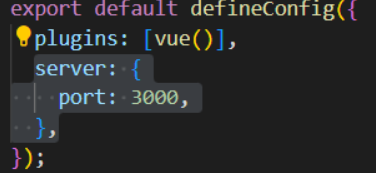 export default defineConfig({
  plugins: [vue()],
  server: {
    port: 3000,
  },
});